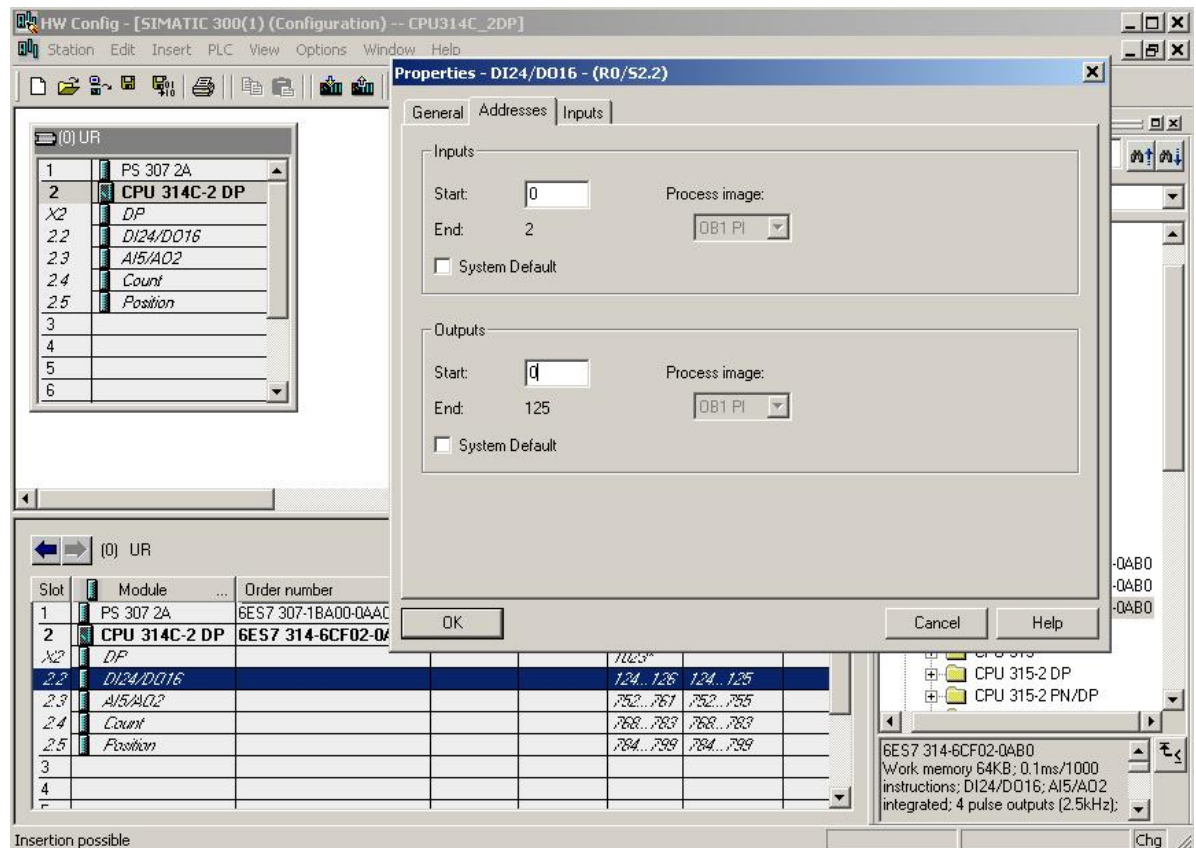 HW Config - [SIMATIC 300(1) (Configuration) -- CPU314C_2DP]
Station Edit Insert PLC View Options Window Help
Properties - DI24/DO16 - (R0/S2.2)
General Addresses Inputs
Inputs
Start: 0 Process image:
End: 2 OB1 PI
System Default
Outputs
Start: 0 Process image:
End: 125 OB1 PI
System Default
OK Cancel Help
(0) UR
1 PS 307 2A
2 CPU 314C-2 DP
X2 DP
2.2 DI24/DO16
2.3 AI5/AO2
2.4 Count
2.5 Position
3
4
5
6
(0) UR
Slot Module ... Order number
1 PS 307 2A 6ES7 307-1BA00-0AA0
2 CPU 314C-2 DP 6ES7 314-6CF02-0A
X2 DP 1023*
2.2 DI24/DO16 124...126 124...125
2.3 AI5/AO2 752...761 752...755
2.4 Count 768...783 768...783
2.5 Position 784...799 784...799
3
4
-0AB0
-0AB0
-0AB0
CPU 315
CPU 315-2 DP
CPU 315-2 PN/DP
6ES7 314-6CF02-0AB0
Work memory 64KB; 0.1ms/1000
instructions; DI24/DO16; AI5/AO2
integrated; 4 pulse outputs (2.5kHz);
Insertion possible
Chg